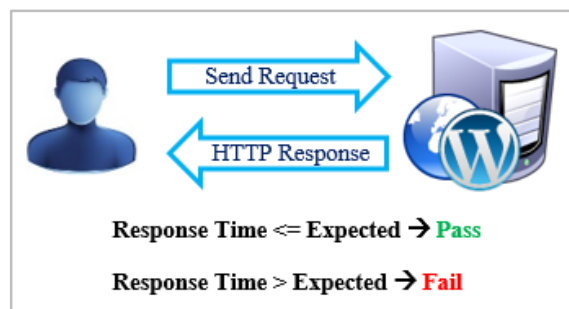 Send Request
HTTP Response
W
Response Time <= Expected → Pass
Response Time > Expected → Fail